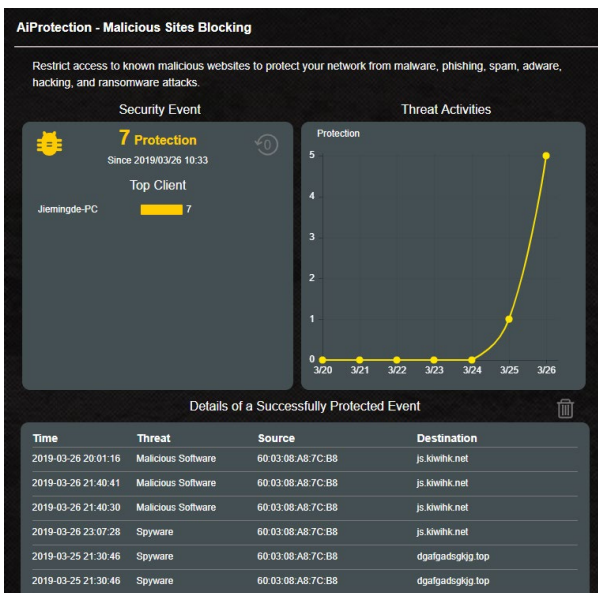 AiProtection - Malicious Sites Blocking
Restrict access to known malicious websites to protect your network from malware, phishing, spam, adware,
hacking, and ransomware attacks.
Security Event
7 Protection
Since 2019/03/26 10:33
0
Top Client
Jiemingde-PC 7
Threat Activities
Protection
5
4
3
2
1
0
3/20 3/21 3/22 3/23 3/24 3/25 3/26
Details of a Successfully Protected Event
Time Threat Source Destination
2019-03-26 20:01:16 Malicious Software 60:03:08:A8:7C:B8 js.kiwihk.net
2019-03-26 21:40:41 Malicious Software 60:03:08:A8:7C:B8 js.kiwihk.net
2019-03-26 21:40:30 Malicious Software 60:03:08:A8:7C:B8 js.kiwihk.net
2019-03-26 23:07:28 Spyware 60:03:08:A8:7C:B8 js.kiwihk.net
2019-03-25 21:30:46 Spyware 60:03:08:A8:7C:B8 dgafgadsgkjg.top
2019-03-25 21:30:46 Spyware 60:03:08:A8:7C:B8 dgafgadsgkjg.top